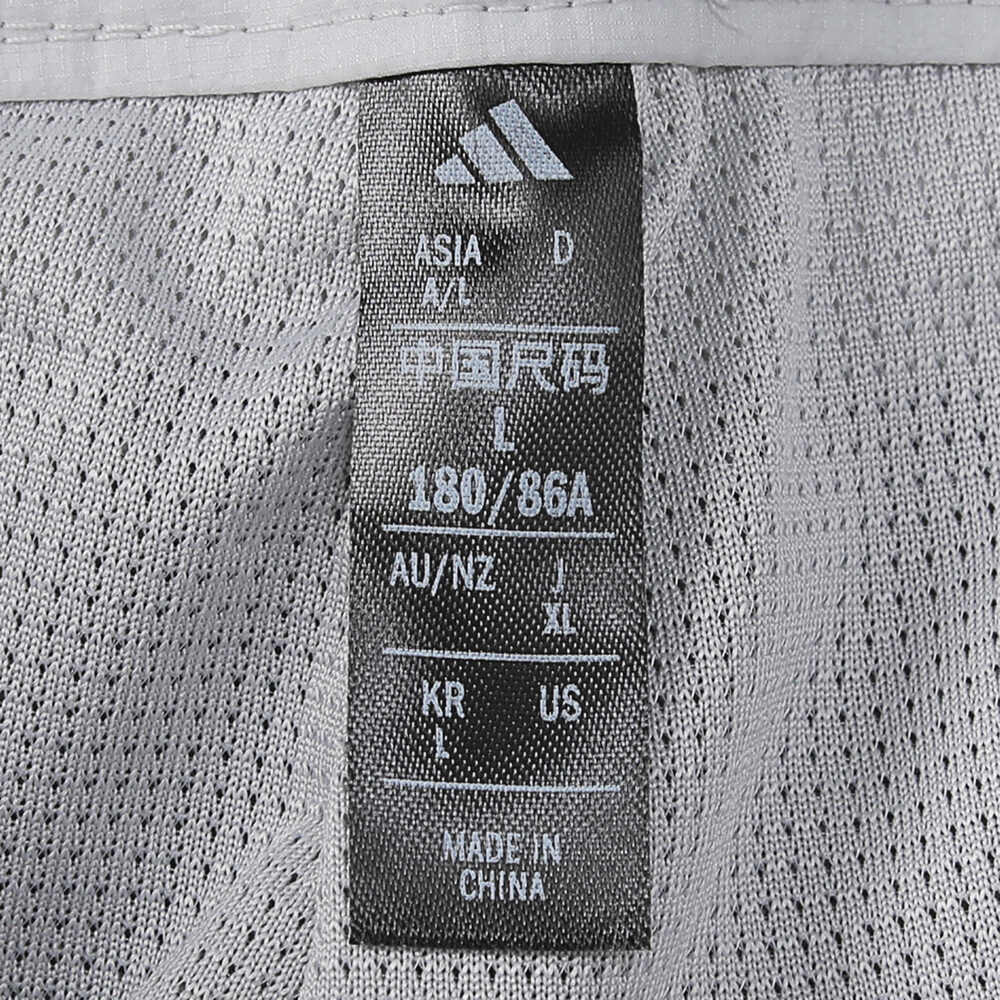 ASIA D
A/L
中国尺码
L
180/86A
AU/NZ J
XL
KR US
L
MADE IN
CHINA